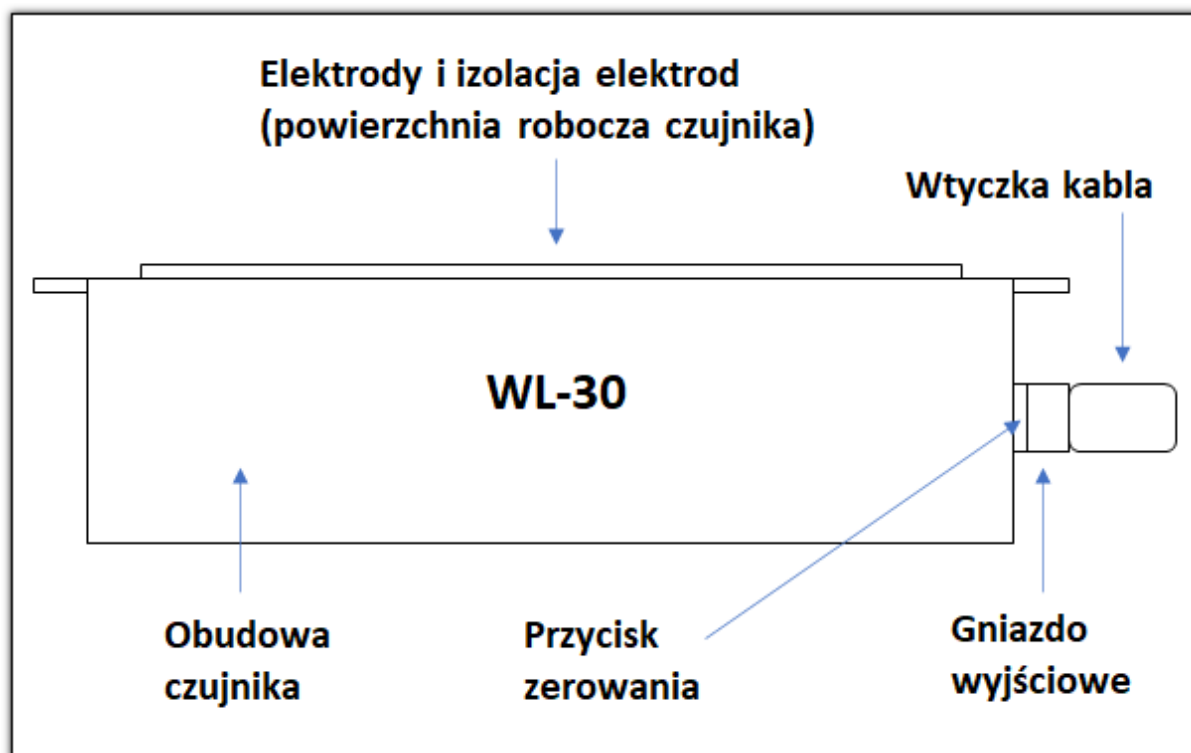 Elektrody i izolacja elektrod
(powierzchnia robocza czujnika)
Wtyczka kabla
WL-30
Obudowa
czujnika
Przycisk
zerowania
Gniazdo
wyjściowe